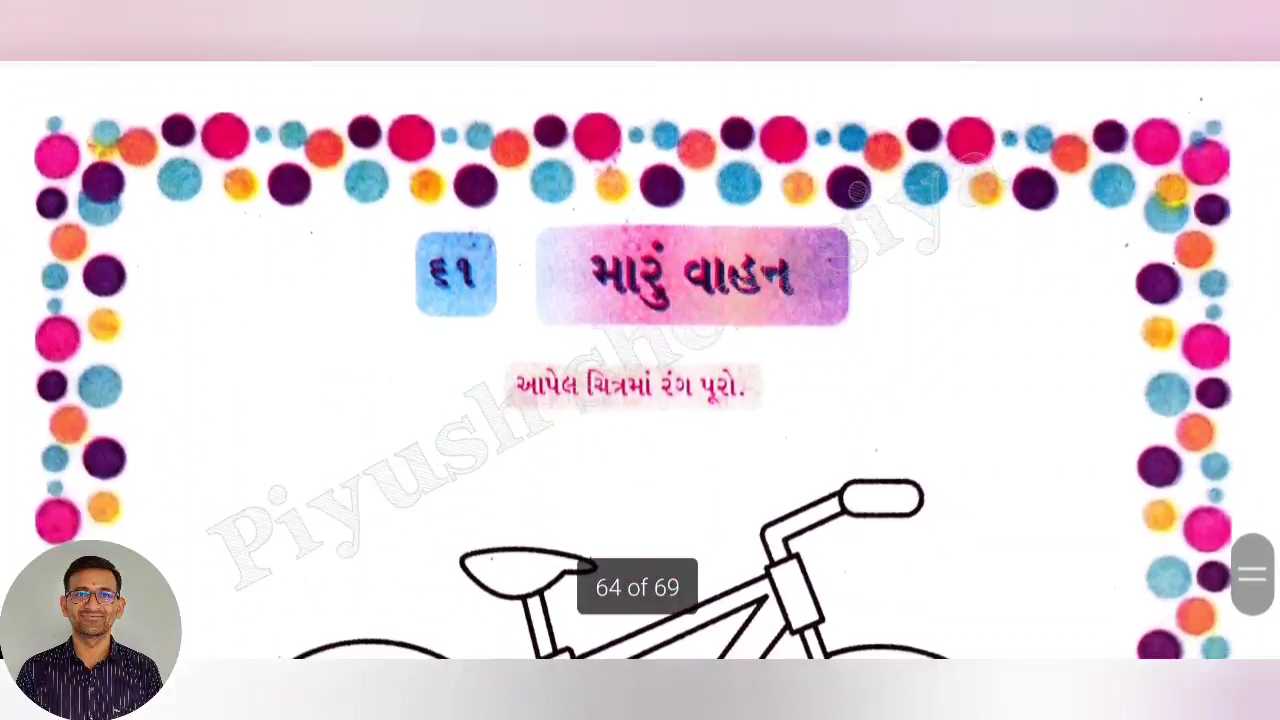 ૬૧
મારું વાહન
આપેલ ચિત્રમાં રંગ પૂરો.
64 of 69